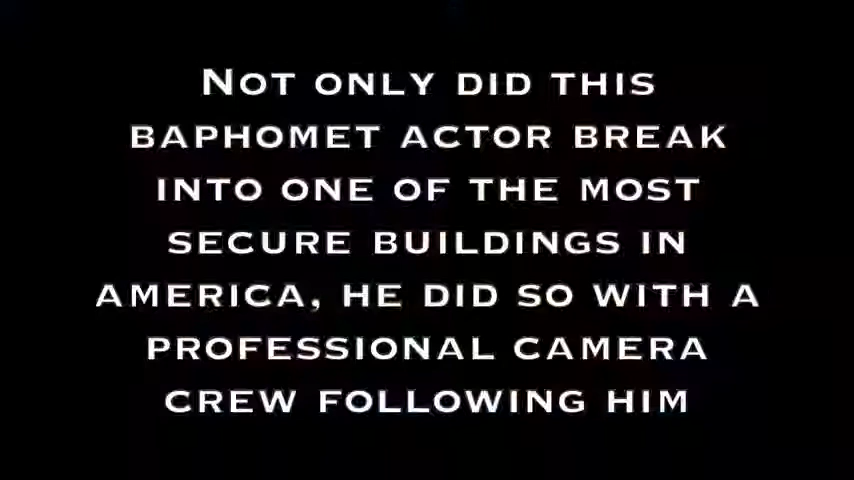 Not only did this
baphomet actor break
into one of the most
secure buildings in
america, he did so with a
professional camera
crew following him